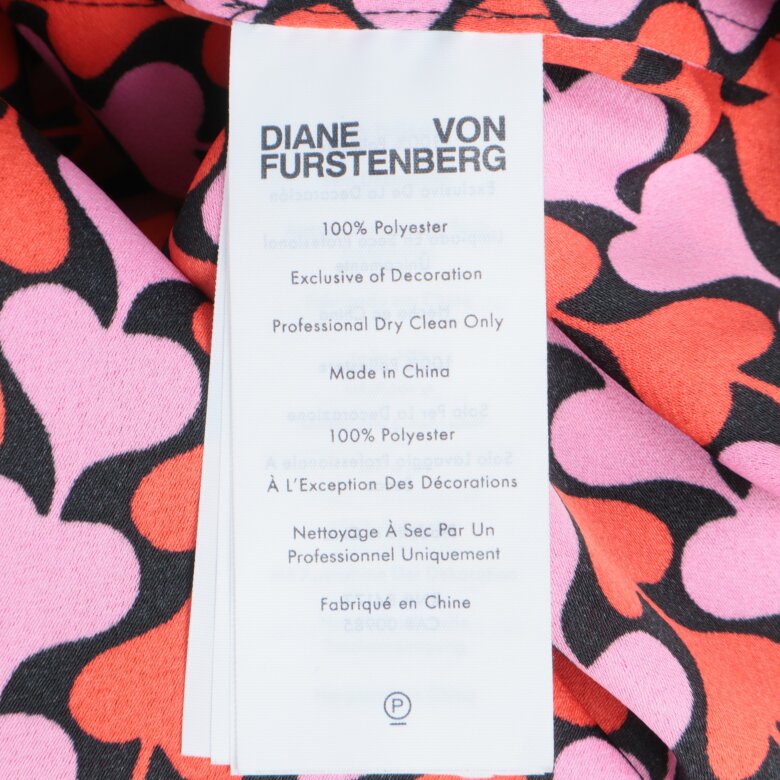 DIANE VON
FURSTENBERG
100% Polyester
Exclusive of Decoration
Professional Dry Clean Only
Made in China
100% Polyester
À L'Exception Des Décorations
Nettoyage À Sec Par Un
Professionnel Uniquement
Fabriqué en Chine
P